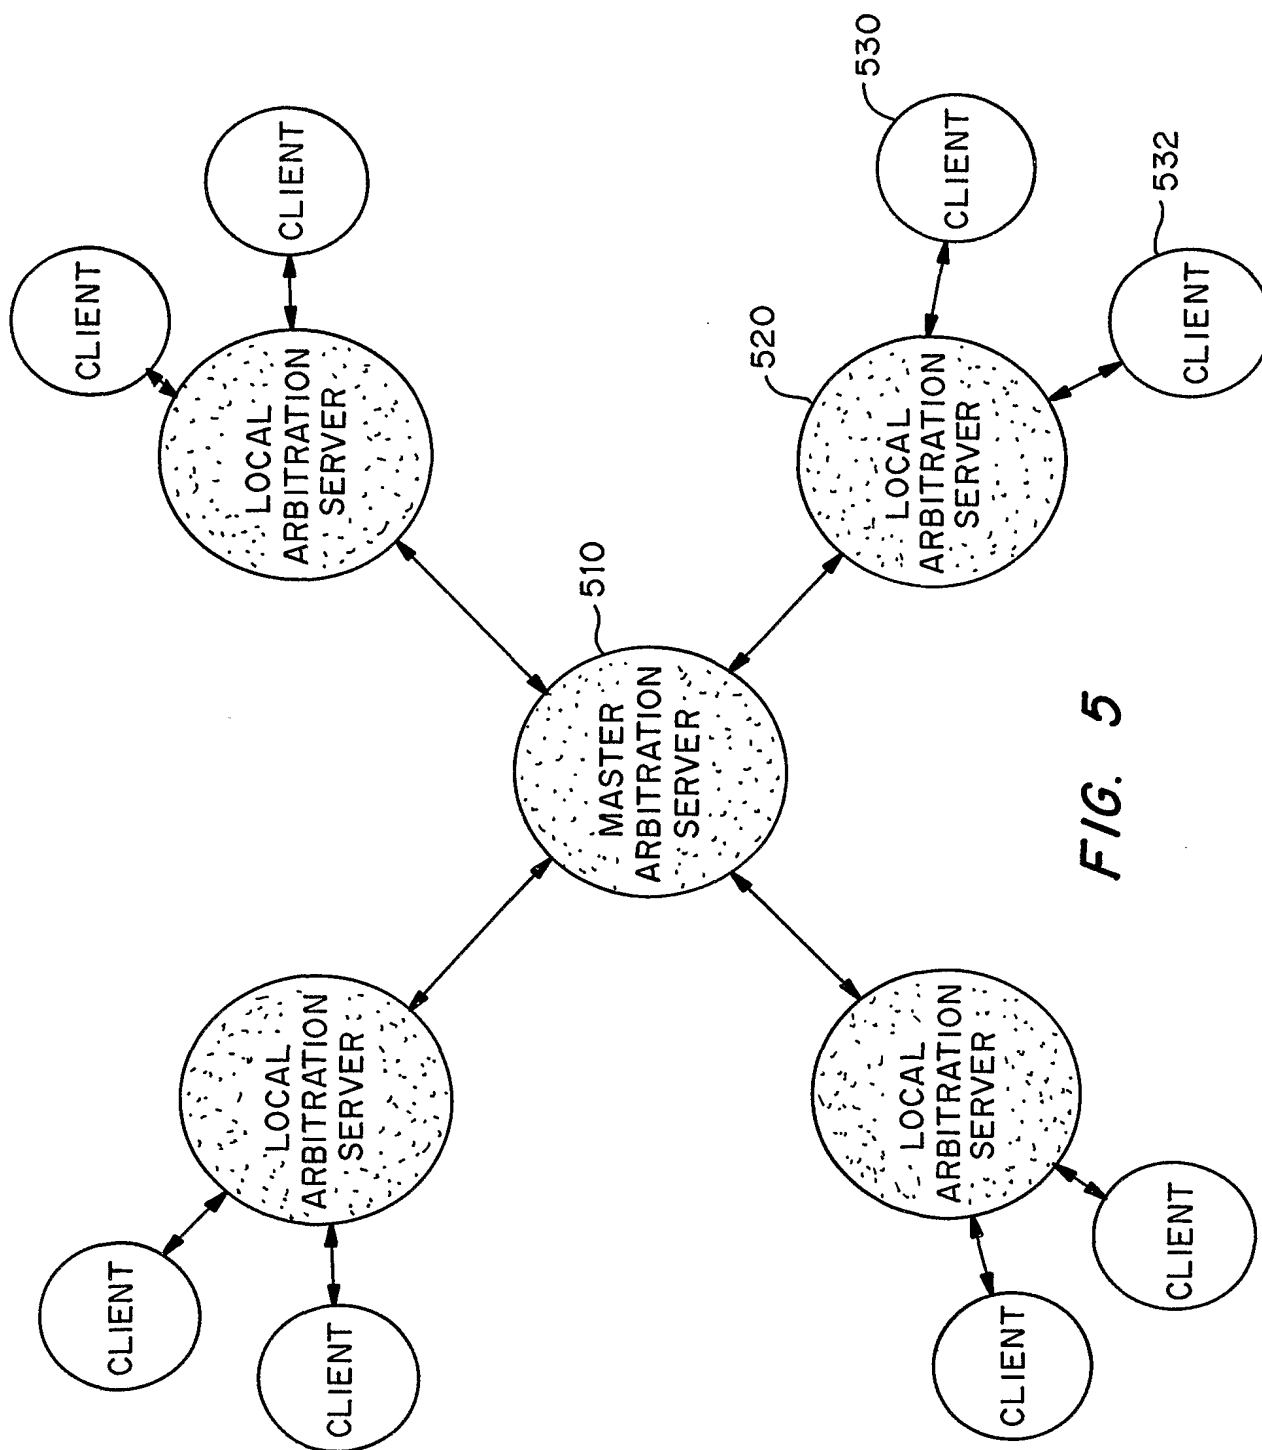 CLIENT
CLIENT
LOCAL
ARBITRATION
SERVER
CLIENT
LOCAL
ARBITRATION
SERVER
CLIENT
MASTER
ARBITRATION
SERVER
510
LOCAL
ARBITRATION
SERVER
CLIENT
CLIENT
520
LOCAL
ARBITRATION
SERVER
530
CLIENT
532
CLIENT
FIG. 5